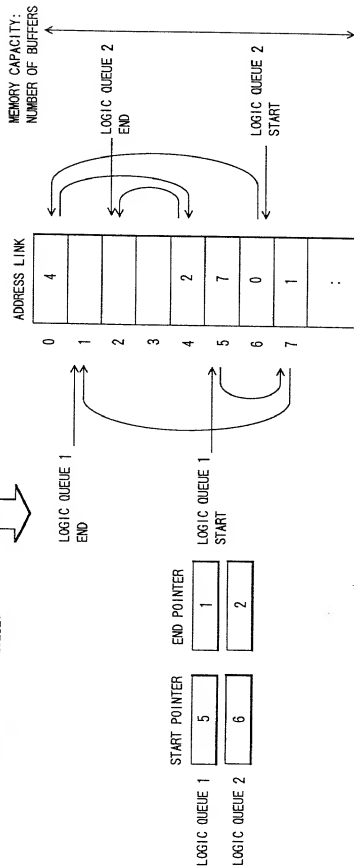 MEMORY CAPACITY:
NUMBER OF BUFFERS
ADDRESS LINK
0 4
1
2
3
4 2
5 7
6 0
7 1
:
LOGIC QUEUE 1
END
LOGIC QUEUE 1
START
LOGIC QUEUE 2
END
LOGIC QUEUE 2
START
START POINTER END POINTER
LOGIC QUEUE 1 5 1
LOGIC QUEUE 2 6 2